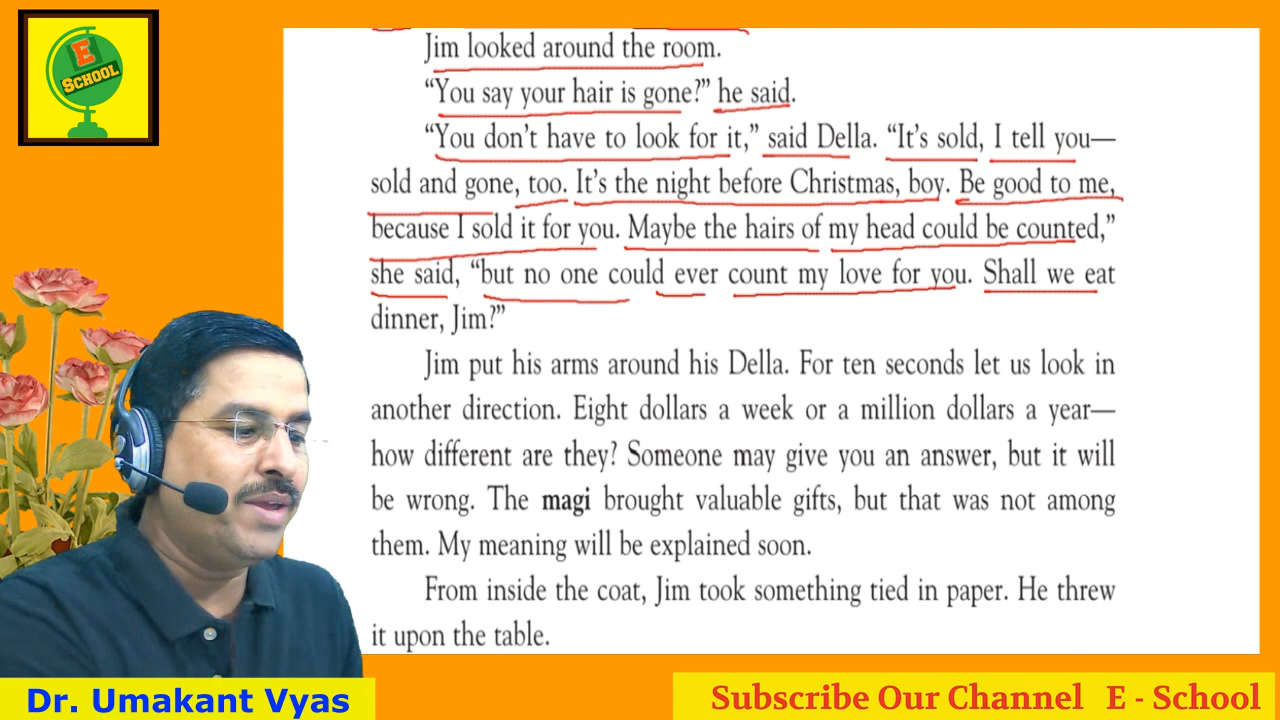 E
SCHOOL
Jim looked around the room.
“You say your hair is gone?” he said.
“You don’t have to look for it,” said Della. “It’s sold, I tell you—
sold and gone, too. It’s the night before Christmas, boy. Be good to me,
because I sold it for you. Maybe the hairs of my head could be counted,”
she said, “but no one could ever count my love for you. Shall we eat
dinner, Jim?”
Jim put his arms around his Della. For ten seconds let us look in
another direction. Eight dollars a week or a million dollars a year—
how different are they? Someone may give you an answer, but it will
be wrong. The magi brought valuable gifts, but that was not among
them. My meaning will be explained soon.
From inside the coat, Jim took something tied in paper. He threw
it upon the table.
Dr. Umakant Vyas
Subscribe Our Channel E - School